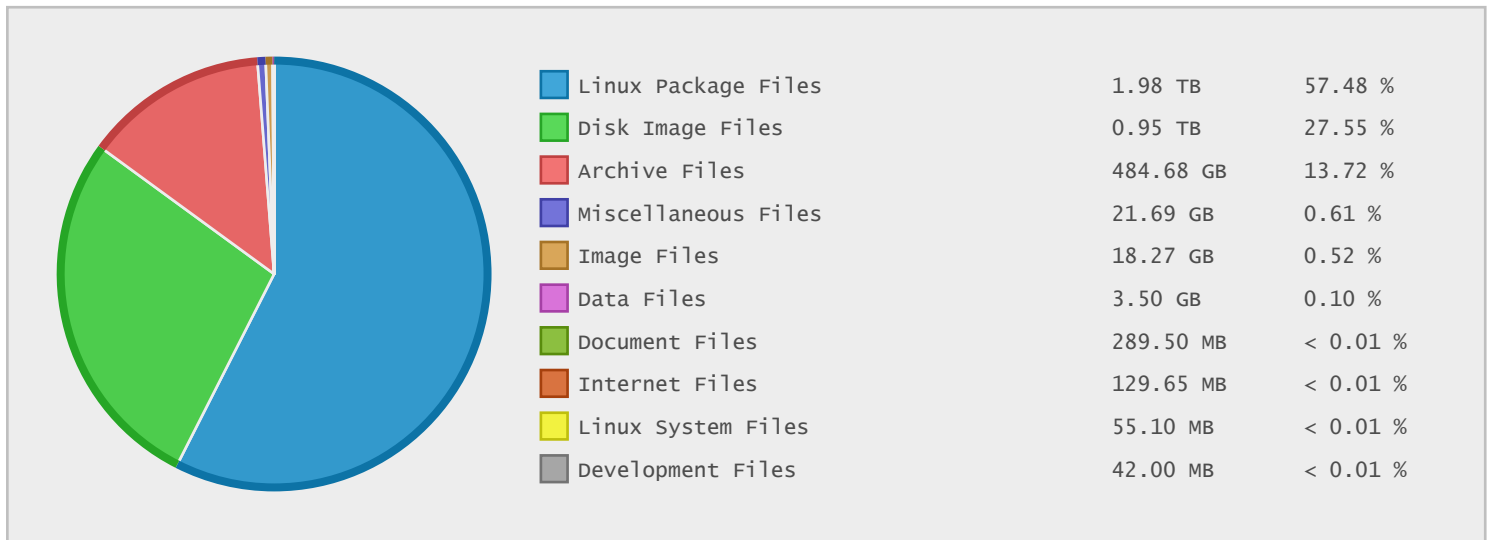 Linux Package Files 1.98 TB 57.48 %
Disk Image Files 0.95 TB 27.55 %
Archive Files 484.68 GB 13.72 %
Miscellaneous Files 21.69 GB 0.61 %
Image Files 18.27 GB 0.52 %
Data Files 3.50 GB 0.10 %
Document Files 289.50 MB < 0.01 %
Internet Files 129.65 MB < 0.01 %
Linux System Files 55.10 MB < 0.01 %
Development Files 42.00 MB < 0.01 %